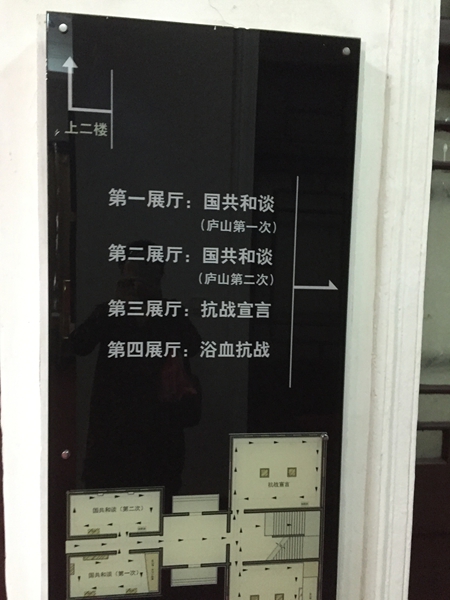 上二楼
第一展厅：国共和谈
（庐山第一次）
第二展厅：国共和谈
（庐山第二次）
第三展厅：抗战宣言
第四展厅：浴血抗战
抗战宣言
国共和谈（第二次）
国共和谈（第一次）